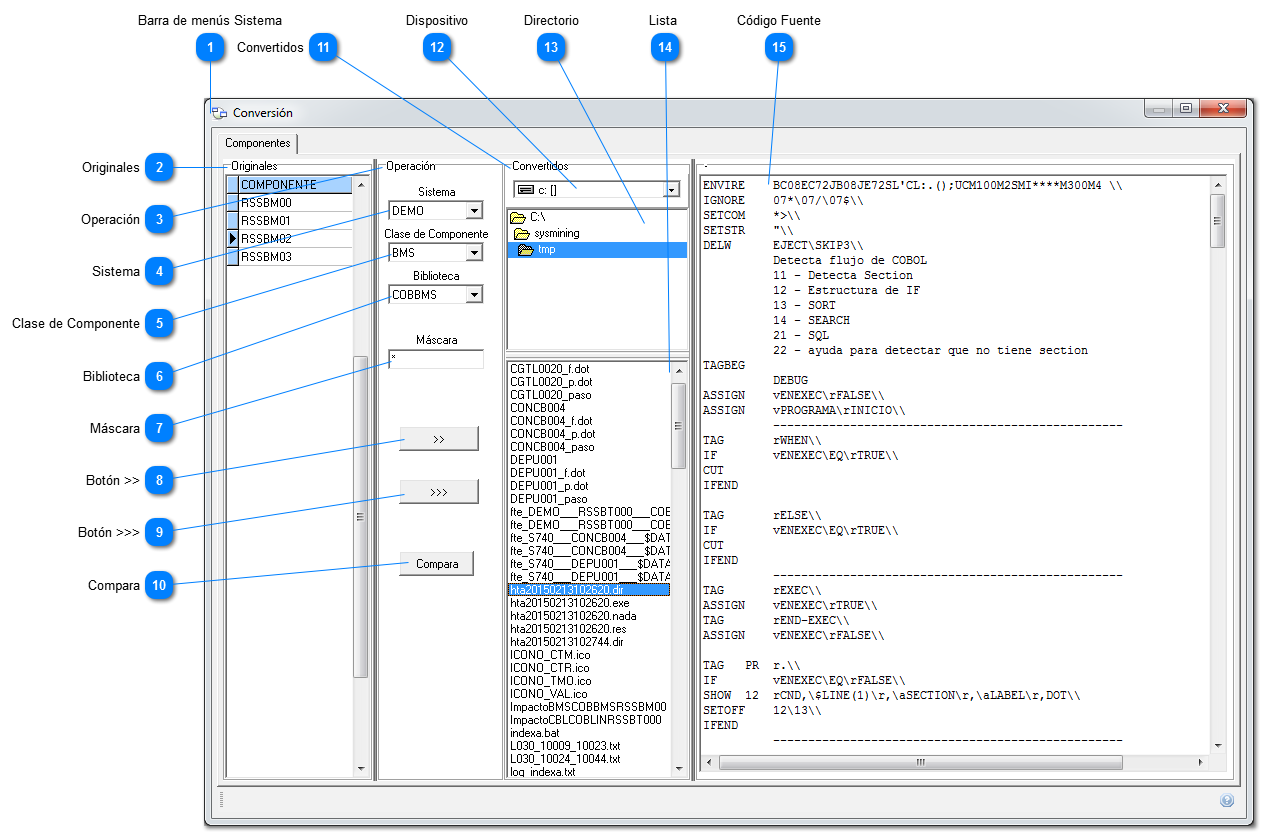 Barra de menús Sistema
Dispositivo
Directorio
Lista
Código Fuente
1
Convertidos 11
12
13
14
15
Conversión
Componentes
Originales 2
Operación 3
Sistema 4
Clase de Componente 5
Biblioteca 6
Máscara 7
Botón >> 8
Botón >>> 9
Compara 10
Originales
COMPONENTE
RSSBM00
RSSBM01
RSSBM02
RSSBM03
Operación
Sistema
DEMO
Clase de Componente
BMS
Biblioteca
COBBMS
Máscara
*
>>
>>>
Compara
Convertidos
c: []
C:\
sysmining
tmp
CGTL0020_f.dot
CGTL0020_p.dot
CGTL0020_paso
CONCB004
CONCB004_f.dot
CONCB004_p.dot
CONCB004_paso
DEPU001
DEPU001_f.dot
DEPU001_p.dot
DEPU001_paso
fte_DEMO___RSSBT000___COE
fte_DEMO___RSSBT000___COE
fte_S740___CONCB004___$DAT
fte_S740___CONCB004___$DAT
fte_S740___DEPU001___$DATA
fte_S740___DEPU001___$DATA
hta20150213102620.dir
hta20150213102620.exe
hta20150213102620.nada
hta20150213102620.res
hta20150213102744.dir
ICONO_CTM.ico
ICONO_CTR.ico
ICONO_TMO.ico
ICONO_VAL.ico
ImpactoBMSCOBBMSRSSBM00
ImpactoCBLCOBLINRSSBT000
indexa.bat
L030_10009_10023.txt
L030_10024_10044.txt
log_indexa.txt
-
ENVIRE BC08EC72JB08JE72SL'CL:.();UCM100M2SMI****M300M4 \\
IGNORE 07*\07/\07$\\
SETCOM *>\\
SETSTR "\\
DELW EJECT\SKIP3\\
Detecta flujo de COBOL
11 - Detecta Section
12 - Estructura de IF
13 - SORT
14 - SEARCH
21 - SQL
22 - ayuda para detectar que no tiene section
TAGBEG
DEBUG
ASSIGN vENEXEC\rFALSE\\
ASSIGN vPROGRAMA\rINICIO\\
--------------------------------------------------
TAG rWHEN\\
IF vENEXEC\EQ\rTRUE\\
CUT
IFEND
TAG rELSE\\
IF vENEXEC\EQ\rTRUE\\
CUT
IFEND
--------------------------------------------------
TAG rEXEC\\
ASSIGN vENEXEC\rTRUE\\
TAG rEND-EXEC\\
ASSIGN vENEXEC\rFALSE\\
TAG PR r.\\
IF vENEXEC\EQ\rFALSE\\
SHOW 12 rCND,\$LINE(1)\r,\aSECTION\r,\aLABEL\r,DOT\\
SETOFF 12\13\\
IFEND
--------------------------------------------------